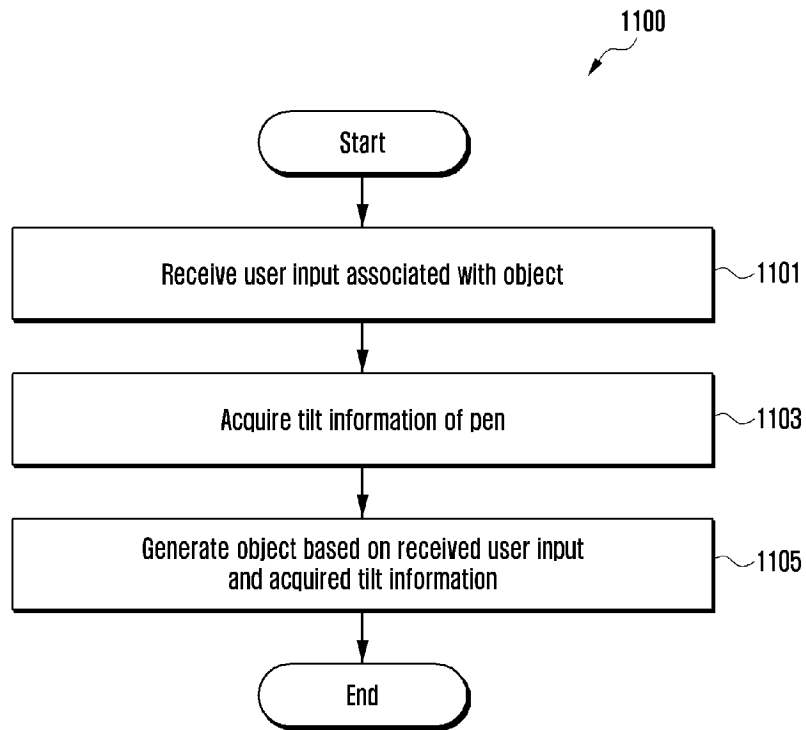 1100
Start
Receive user input associated with object
1101
Acquire tilt information of pen
1103
Generate object based on received user input
and acquired tilt information
1105
End